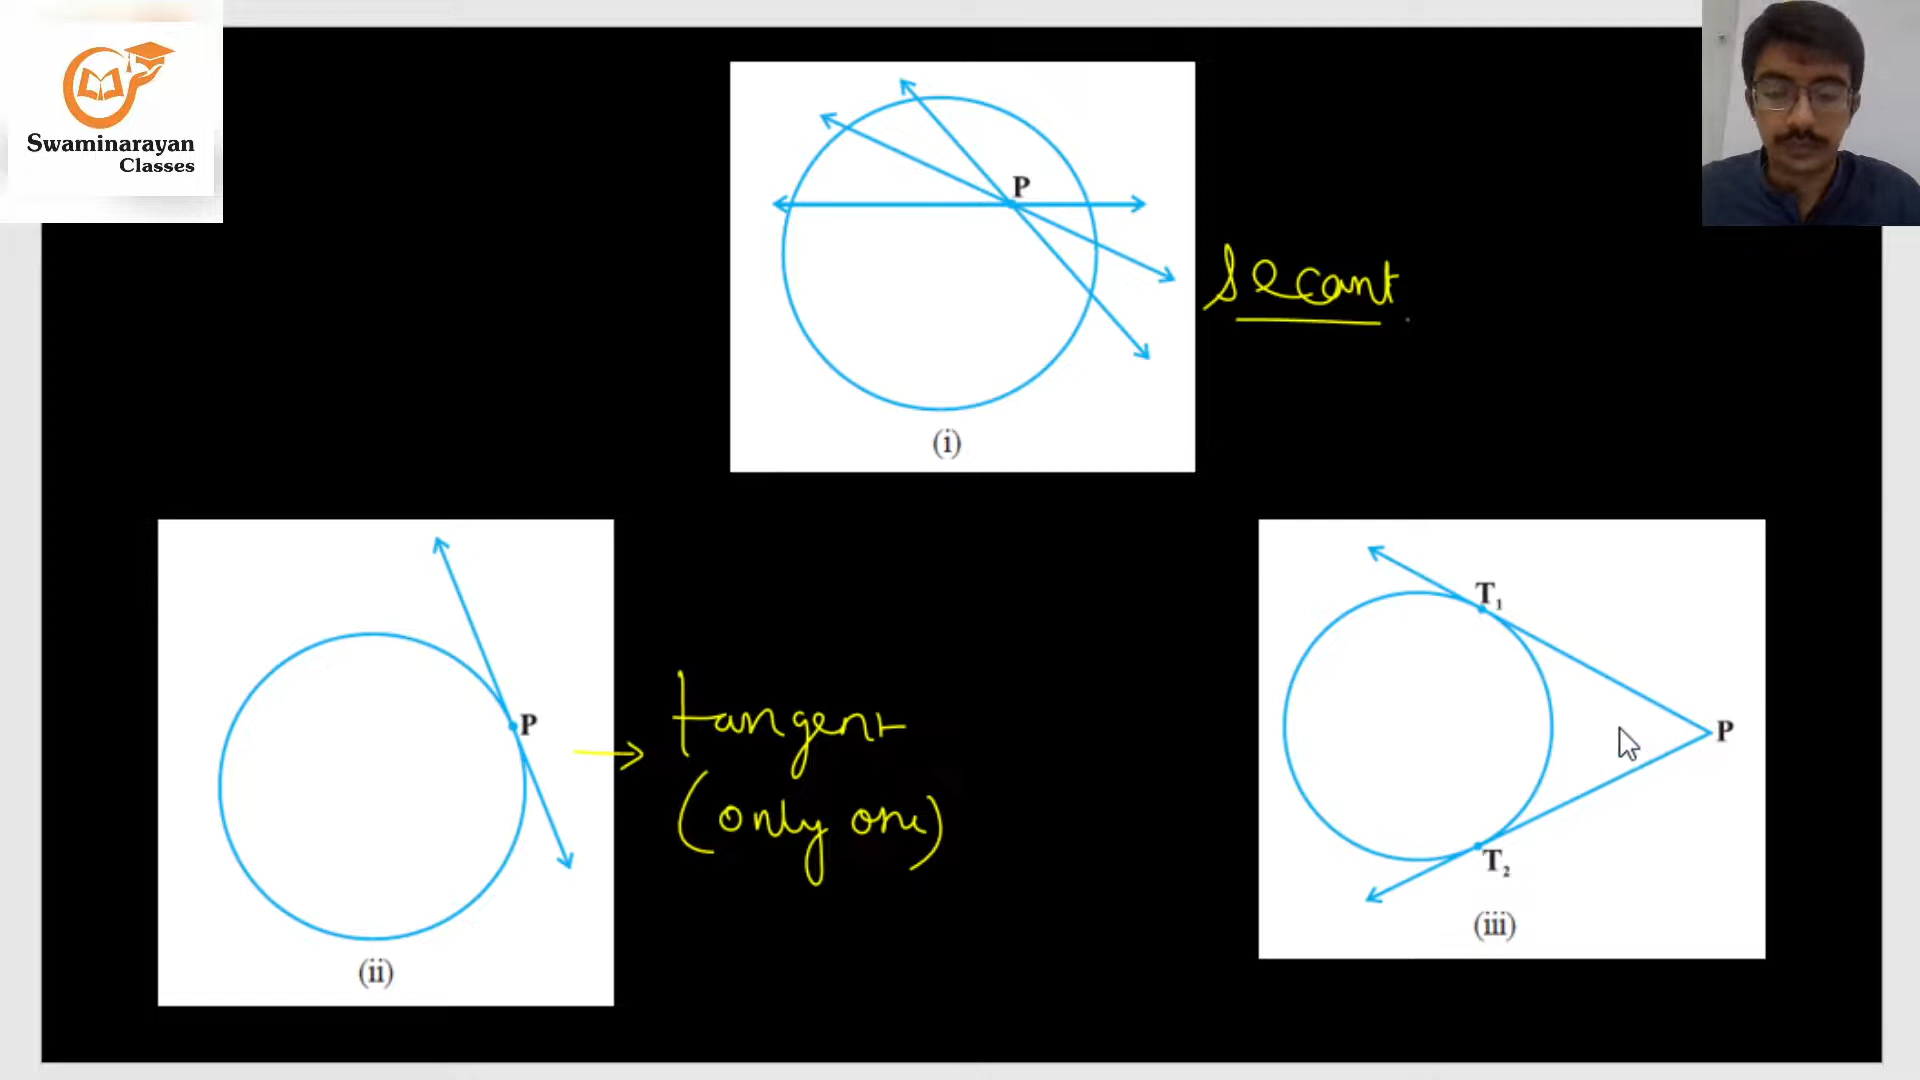 Swaminarayan
Classes
P
secant
(i)
P
tangent
(only one)
(ii)
T₁
P
T₂
(iii)